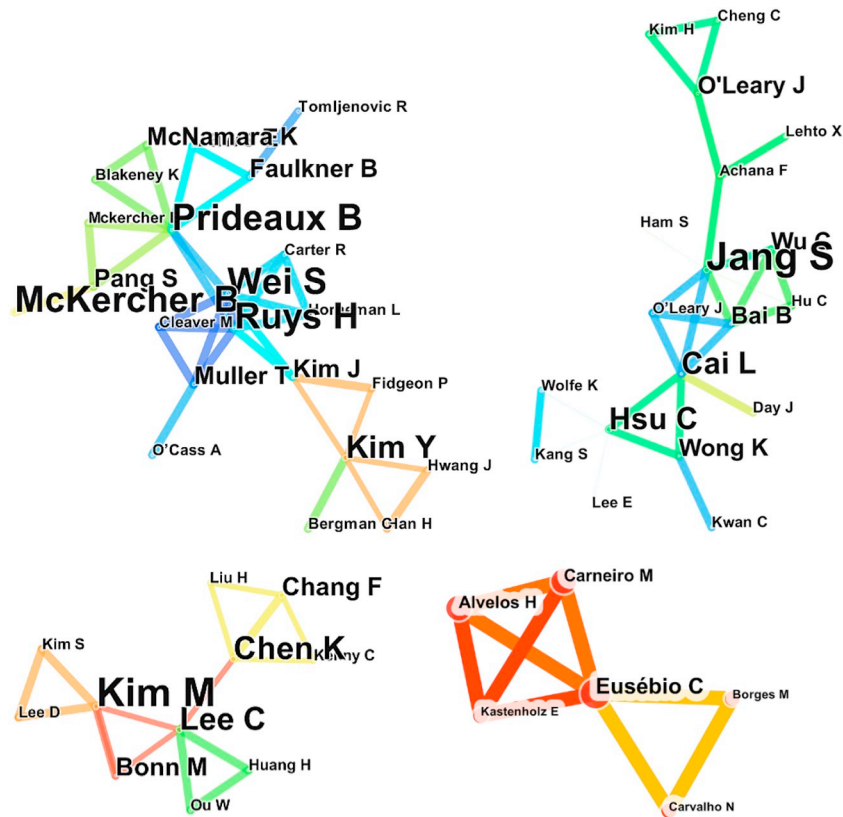 Cheng C
Kim H
O'Leary J
Tomljenovic R
McNamara K
Lehto X
Faulkner B
Achana F
Blakeney K
Mckercher
Prideaux B
Ham S
Wu C
Carter R
Jang S
Pang S
Wei S
McKercher B
Hu C
O'Leary J
Bai B
Ruys H
Cleaver M
Cai L
Muller T
Kim J
Fidgeon P
Wolfe K
Day J
Hsu C
O'Cass A
Kim Y
Wong K
Kang S
Hwang J
Lee E
Bergman C
Han H
Kwan C
Liu H
Chang F
Carneiro M
Alvelos H
Kim S
Chen K
Kim M
Eusébio C
Borges M
Lee D
Lee C
Kastenholz E
Bonn M
Huang H
Ou W
Carvalho N